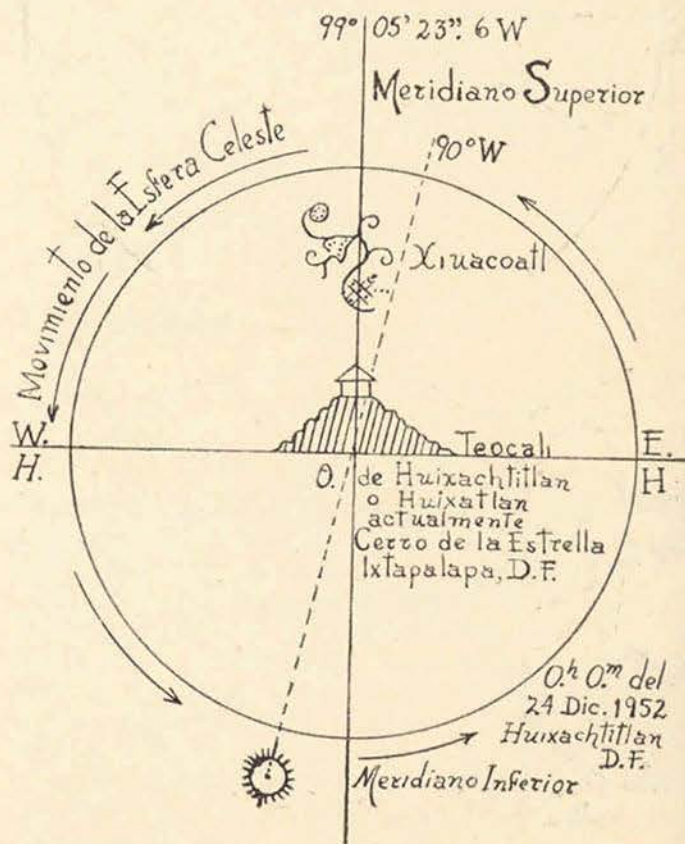 99° 05' 23". 6 W
Meridiano Superior
90° W
Movimiento de la Esfera Celeste
Xiuacoatl
W.
E.
H.
H
Teocali
O.
de Huixachtitlan
o Huixatlan
actualmente
Cerro de la Estrella
Ixtapalapa, D.F.
0.h 0.m del
24 Dic. 1952
Huixachtitlan
D.F.
Meridiano Inferior